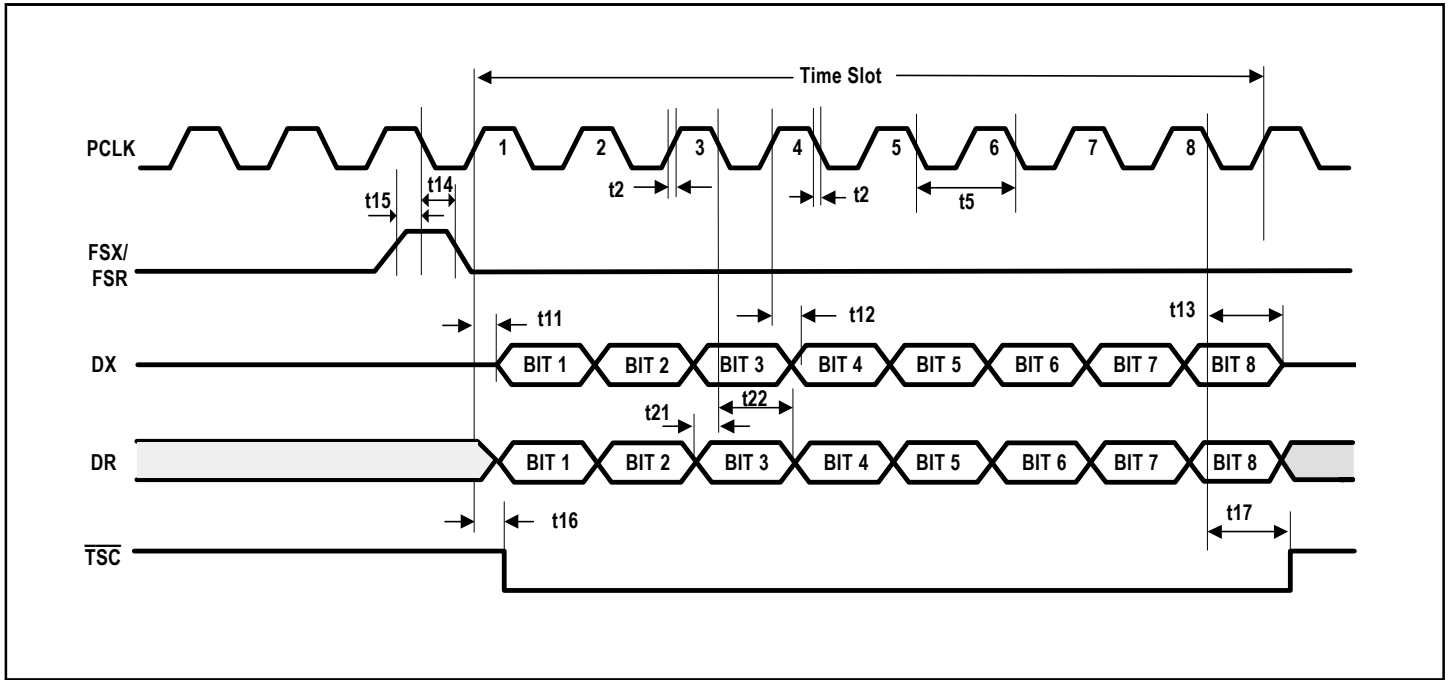 Time Slot
PCLK
1 2 3 4 5 6 7 8
t2
t2
t5
t15
t14
FSX/
FSR
t11
t12
t13
DX
BIT 1 BIT 2 BIT 3 BIT 4 BIT 5 BIT 6 BIT 7 BIT 8
t21
t22
DR
BIT 1 BIT 2 BIT 3 BIT 4 BIT 5 BIT 6 BIT 7 BIT 8
t16
t17
TSC